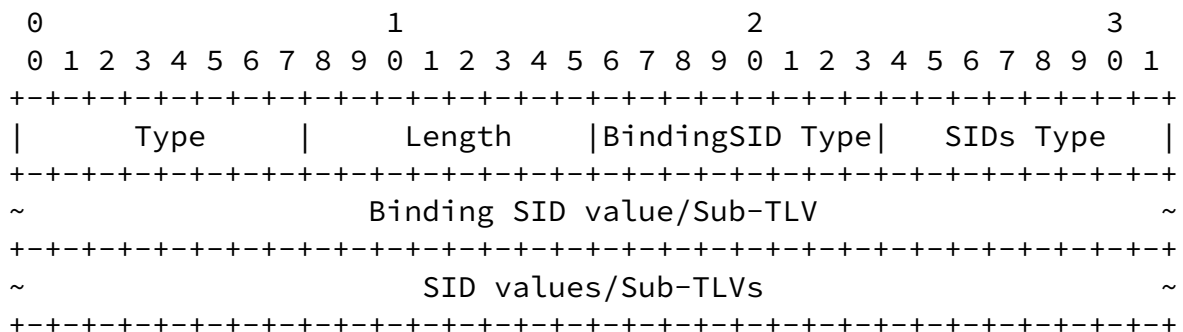 0                   1                   2                   3
 0 1 2 3 4 5 6 7 8 9 0 1 2 3 4 5 6 7 8 9 0 1 2 3 4 5 6 7 8 9 0 1
+-+-+-+-+-+-+-+-+-+-+-+-+-+-+-+-+-+-+-+-+-+-+-+-+-+-+-+-+-+-+-+-+
|      Type     |     Length    |BindingSID Type|   SIDs Type   |
+-+-+-+-+-+-+-+-+-+-+-+-+-+-+-+-+-+-+-+-+-+-+-+-+-+-+-+-+-+-+-+-+
~                   Binding SID value/Sub-TLV                   ~
+-+-+-+-+-+-+-+-+-+-+-+-+-+-+-+-+-+-+-+-+-+-+-+-+-+-+-+-+-+-+-+-+
~                      SID values/Sub-TLVs                      ~
+-+-+-+-+-+-+-+-+-+-+-+-+-+-+-+-+-+-+-+-+-+-+-+-+-+-+-+-+-+-+-+-+